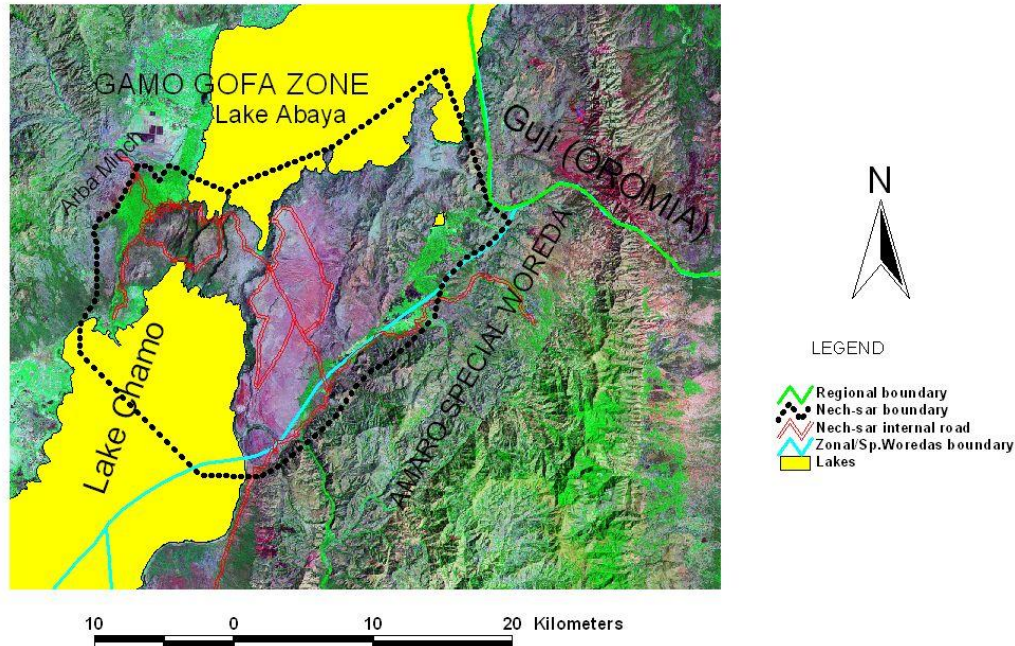 GAMO GOFA ZONE
Lake Abaya
Arba Minch
Guji (OROMIA)
AMARO SPECIAL WOREDA
Lake Chamo
N
LEGEND
Regional boundary
Nech-sar boundary
Nech-sar internal road
Zonal/Sp.Woredas boundary
Lakes
10 0 10 20 Kilometers